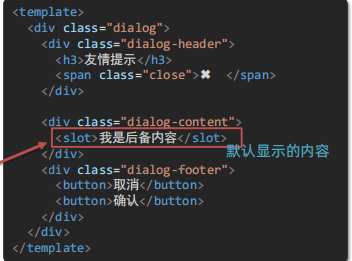 <template>
<div class="dialog">
<div class="dialog-header">
<h3>友情提示</h3>
<span class="close">✖ </span>
</div>
<div class="dialog-content">
<slot>我是后备内容</slot>
默认显示的内容
</div>
<div class="dialog-footer">
<button>取消</button>
<button>确认</button>
</div>
</div>
</template>